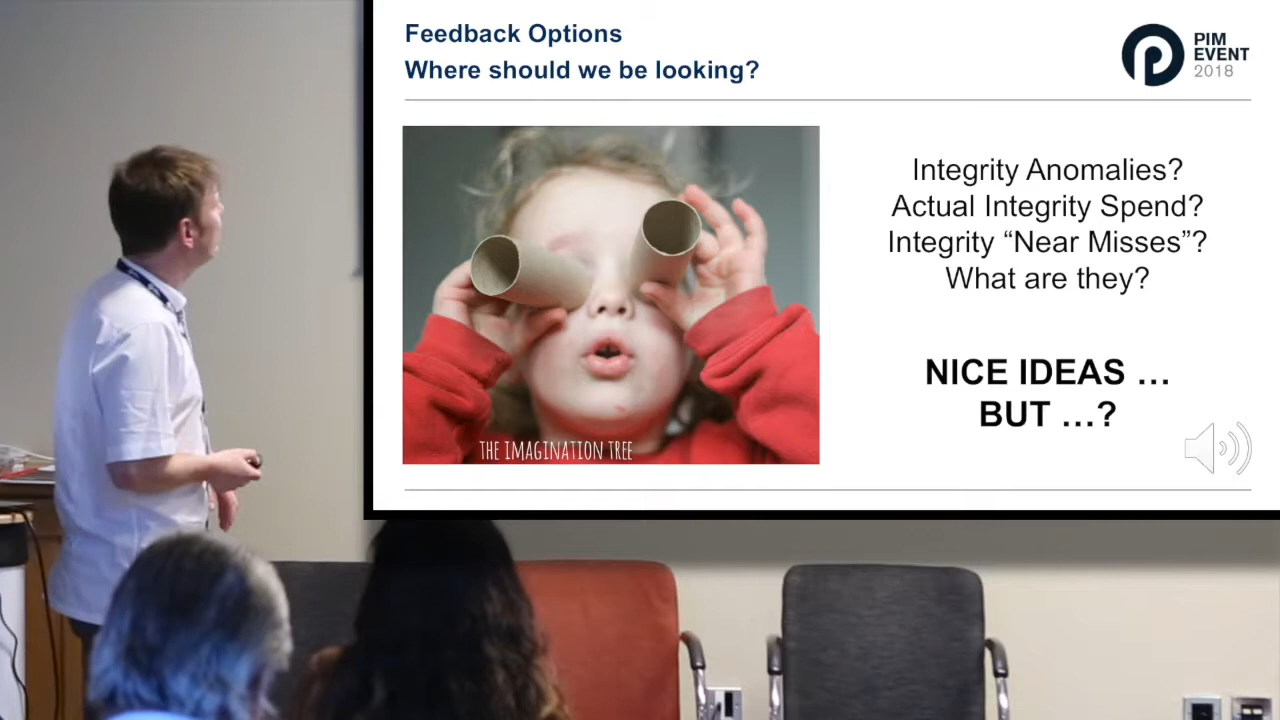 Feedback Options
Where should we be looking?
PIM
EVENT
2018
Integrity Anomalies?
Actual Integrity Spend?
Integrity “Near Misses”?
What are they?
NICE IDEAS …
BUT …?
THE IMAGINATION TREE